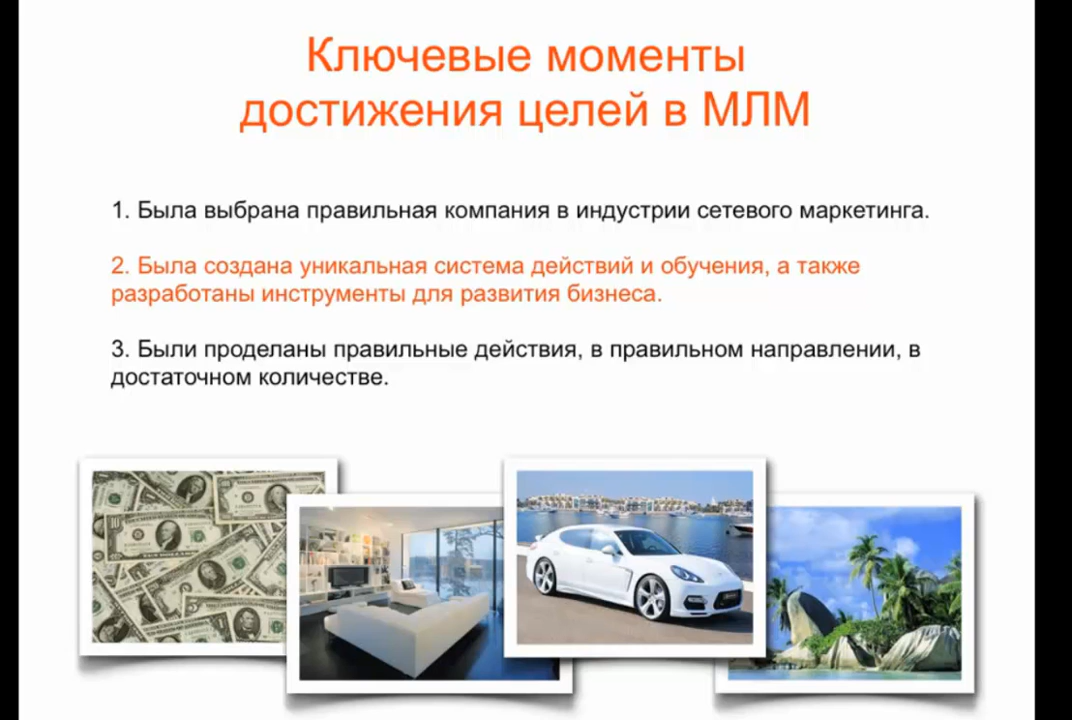 Ключевые моменты
достижения целей в МЛМ
1. Была выбрана правильная компания в индустрии сетевого маркетинга.
2. Была создана уникальная система действий и обучения, а также
разработаны инструменты для развития бизнеса.
3. Были проделаны правильные действия, в правильном направлении, в
достаточном количестве.